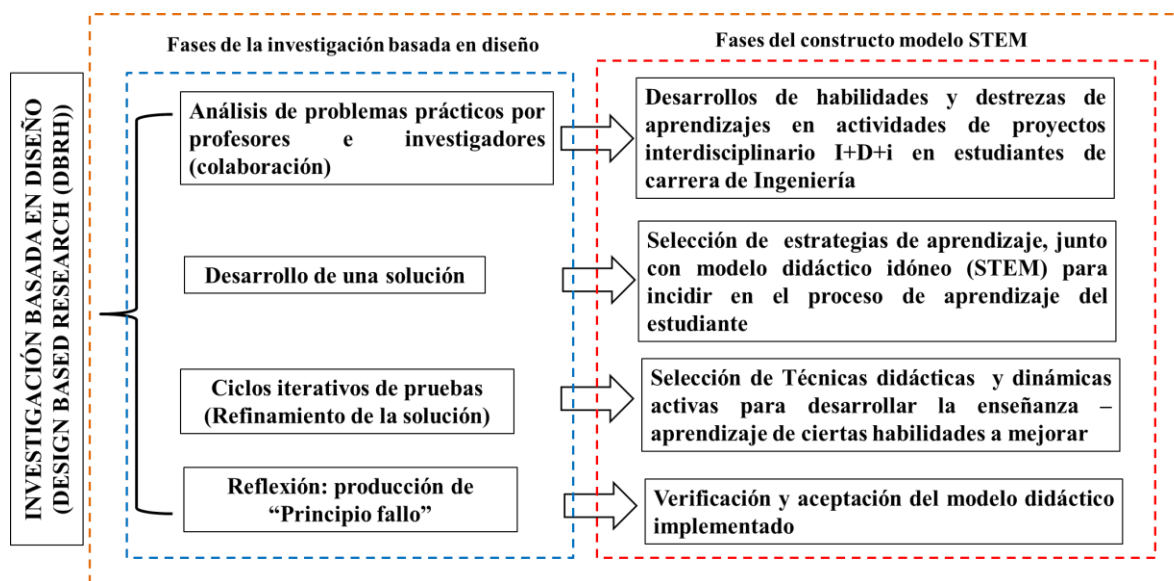 INVESTIGACIÓN BASADA EN DISEÑO
(DESIGN BASED RESEARCH (DBRH))
Fases de la investigación basada en diseño
Análisis de problemas prácticos por
profesores e investigadores
(colaboración)
Desarrollo de una solución
Ciclos iterativos de pruebas
(Refinamiento de la solución)
Reflexión: producción de
“Principio fallo”
Fases del constructo modelo STEM
Desarrollos de habilidades y destrezas de
aprendizajes en actividades de proyectos
interdisciplinario I+D+i en estudiantes de
carrera de Ingeniería
Selección de estrategias de aprendizaje, junto
con modelo didáctico idóneo (STEM) para
incidir en el proceso de aprendizaje del
estudiante
Selección de Técnicas didácticas y dinámicas
activas para desarrollar la enseñanza –
aprendizaje de ciertas habilidades a mejorar
Verificación y aceptación del modelo didáctico
implementado